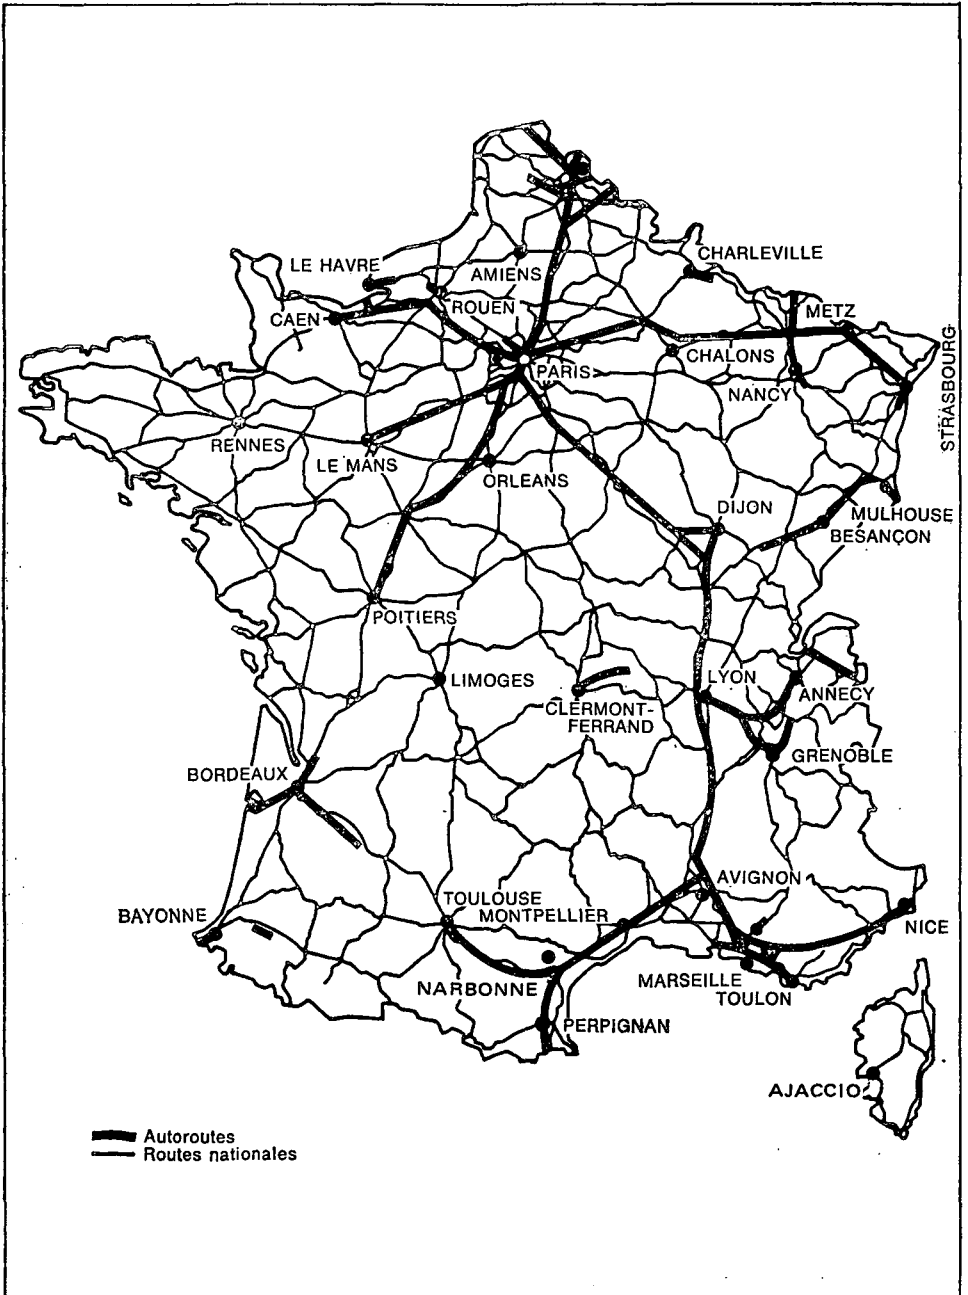 CHARLEVILLE
LE HAVRE
AMIENS
ROUEN
METZ
CAEN
CHALONS
PARIS
STRASBOURG
NANCY
RENNES
LE MANS
ORLEANS
DIJON
MULHOUSE
BESANÇON
POITIERS
LYON
LIMOGES
ANNECY
CLERMONT-
FERRAND
GRENOBLE
BORDEAUX
AVIGNON
TOULOUSE
MONTPELLIER
BAYONNE
NICE
MARSEILLE
NARBONNE
TOULON
PERPIGNAN
AJACCIO
Autoroutes
Routes nationales